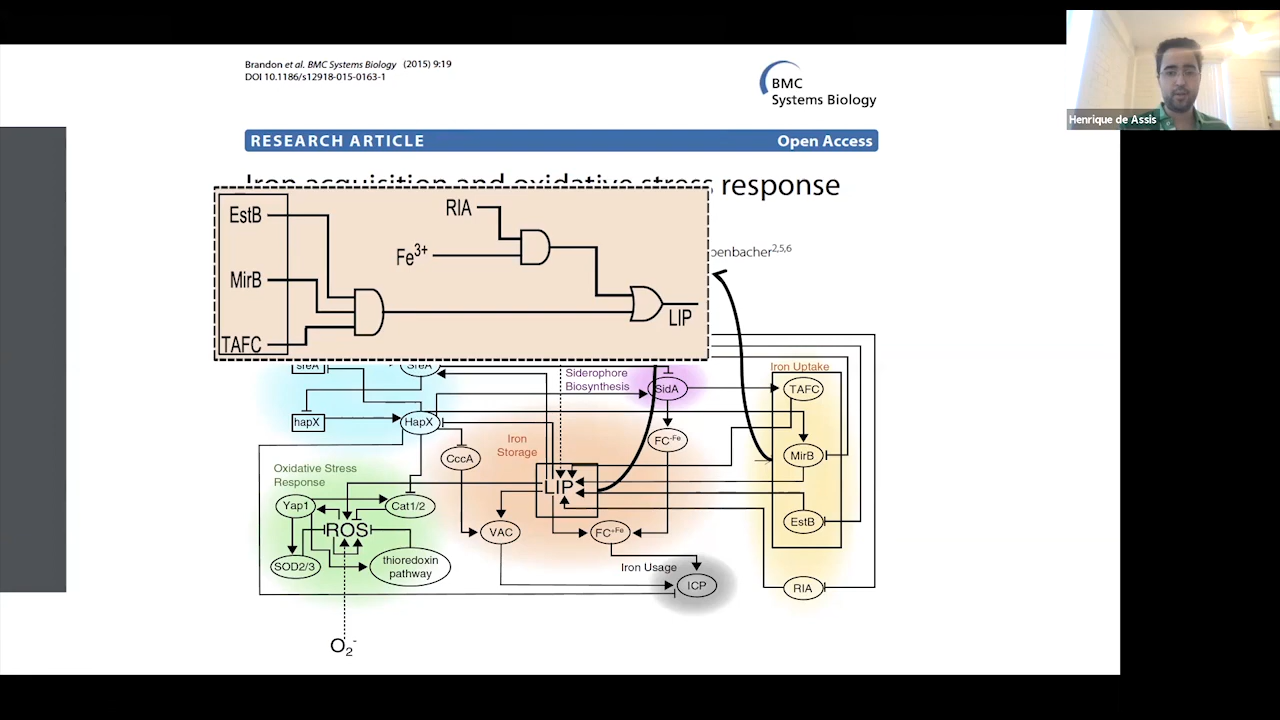 Brandon et al. BMC Systems Biology (2015) 9:19
DOI 10.1186/s12918-015-0163-1
BMC
Systems Biology
Henrique de Assis
RESEARCH ARTICLE Open Access
Iron acquisition and oxidative stress response
EstB
RIA
Fe3+
MirB
TAFC
LIP
penbacher2,5,6
sreA
SreA
Siderophore
Biosynthesis
SidA
Iron Uptake
TAFC
hapX
HapX
FC-Fe
Iron
Storage
CccA
MirB
Oxidative Stress
Response
LIP
Yap1
Cat1/2
ROS
VAC
FC+Fe
EstB
SOD2/3
thioredoxin
pathway
Iron Usage
ICP
RIA
O2-